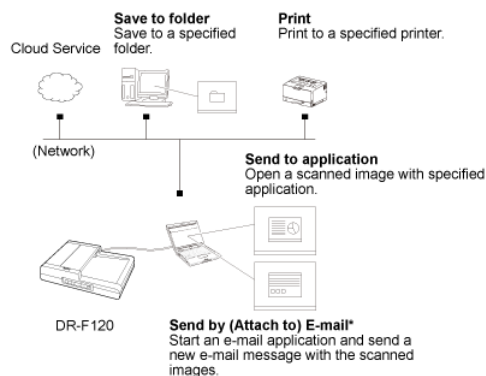 Save to folder
Save to a specified
folder.
Print
Print to a specified printer.
Cloud Service
(Network)
Send to application
Open a scanned image with specified
application.
DR-F120
Send by (Attach to) E-mail*
Start an e-mail application and send a
new e-mail message with the scanned
images.